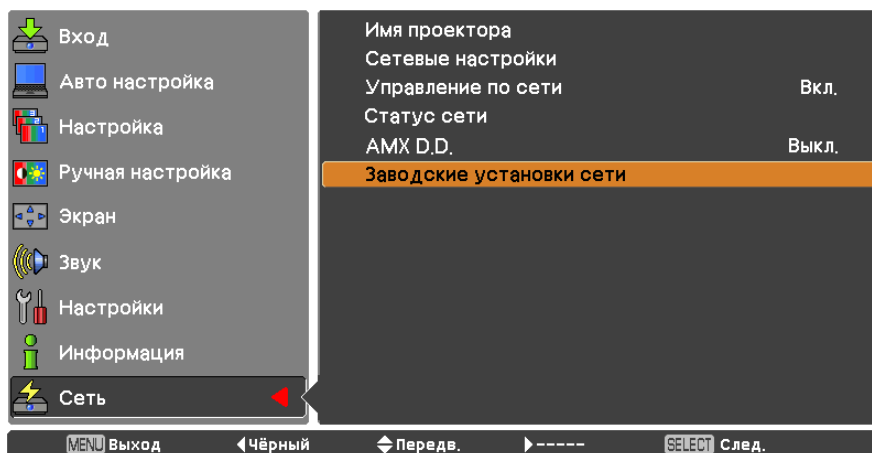 Вход
Авто настройка
Настройка
Ручная настройка
Экран
Звук
Настройки
Информация
Сеть
Имя проектора
Сетевые настройки
Управление по сети Вкл.
Статус сети
AMX D.D. Выкл.
Заводские установки сети
MENU Выход Чёрный Передв. ----- SELECT След.